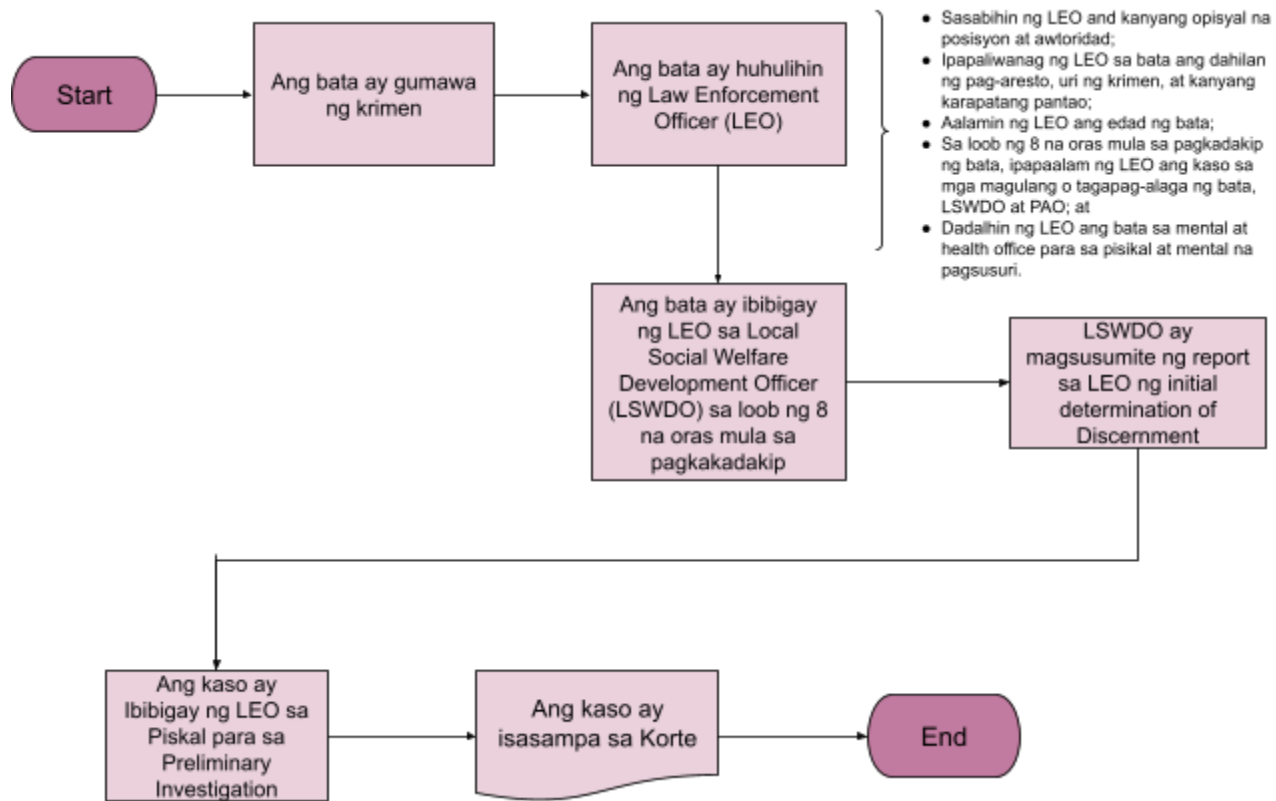 Start
Ang bata ay gumawa
ng krimen
Ang bata ay huhulihin
ng Law Enforcement
Officer (LEO)
● Sasabihin ng LEO and kanyang opisyal na
posisyon at awtoridad;
● Ipapaliwanag ng LEO sa bata ang dahilan
ng pag-aresto, uri ng krimen, at kanyang
karapatang pantao;
● Aalamin ng LEO ang edad ng bata;
● Sa loob ng 8 na oras mula sa pagkadakip
ng bata, ipapaalam ng LEO ang kaso sa
mga magulang o tagapag-alaga ng bata,
LSWDO at PAO; at
● Dadalhin ng LEO ang bata sa mental at
health office para sa pisikal at mental na
pagsusuri.
Ang bata ay ibibigay
ng LEO sa Local
Social Welfare
Development Officer
(LSWDO) sa loob ng 8
na oras mula sa
pagkakadakip
LSWDO ay
magsusumite ng report
sa LEO ng initial
determination of
Discernment
Ang kaso ay
Ibibigay ng LEO sa
Piskal para sa
Preliminary
Investigation
Ang kaso ay
isasampa sa Korte
End